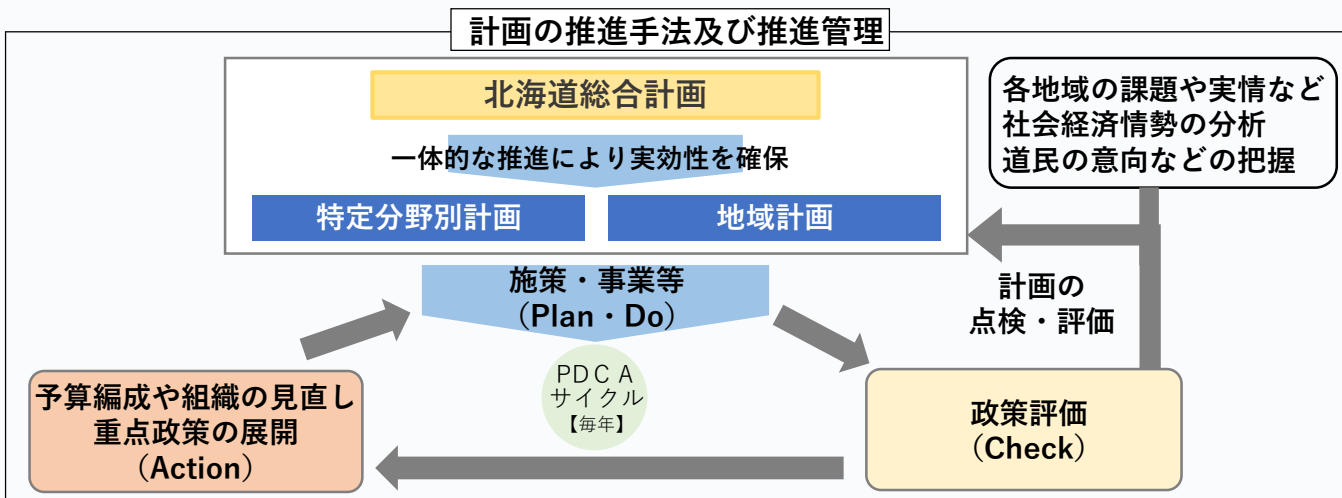 計画の推進手法及び推進管理
北海道総合計画
一体的な推進により実効性を確保
特定分野別計画
地域計画
各地域の課題や実情など
社会経済情勢の分析
道民の意向などの把握
計画の
点検・評価
施策・事業等
（Plan・Do）
PDCA
サイクル
【毎年】
予算編成や組織の見直し
重点政策の展開
（Action）
政策評価
（Check）